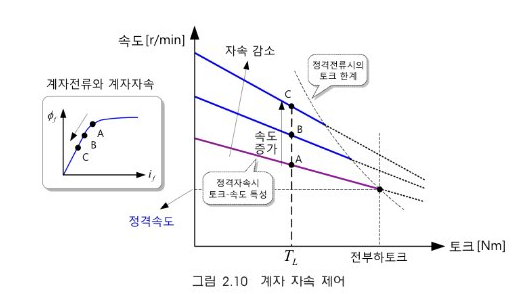 속도[r/min]
자속 감소
정격전류시의
토크 한계
계자전류와 계자자속
ϕf
A
B
C
if
C
B
A
속도
증가
정격자속시
토크-속도 특성
정격속도
TL
전부하토크
토크[Nm]
그림 2.10 계자 자속 제어